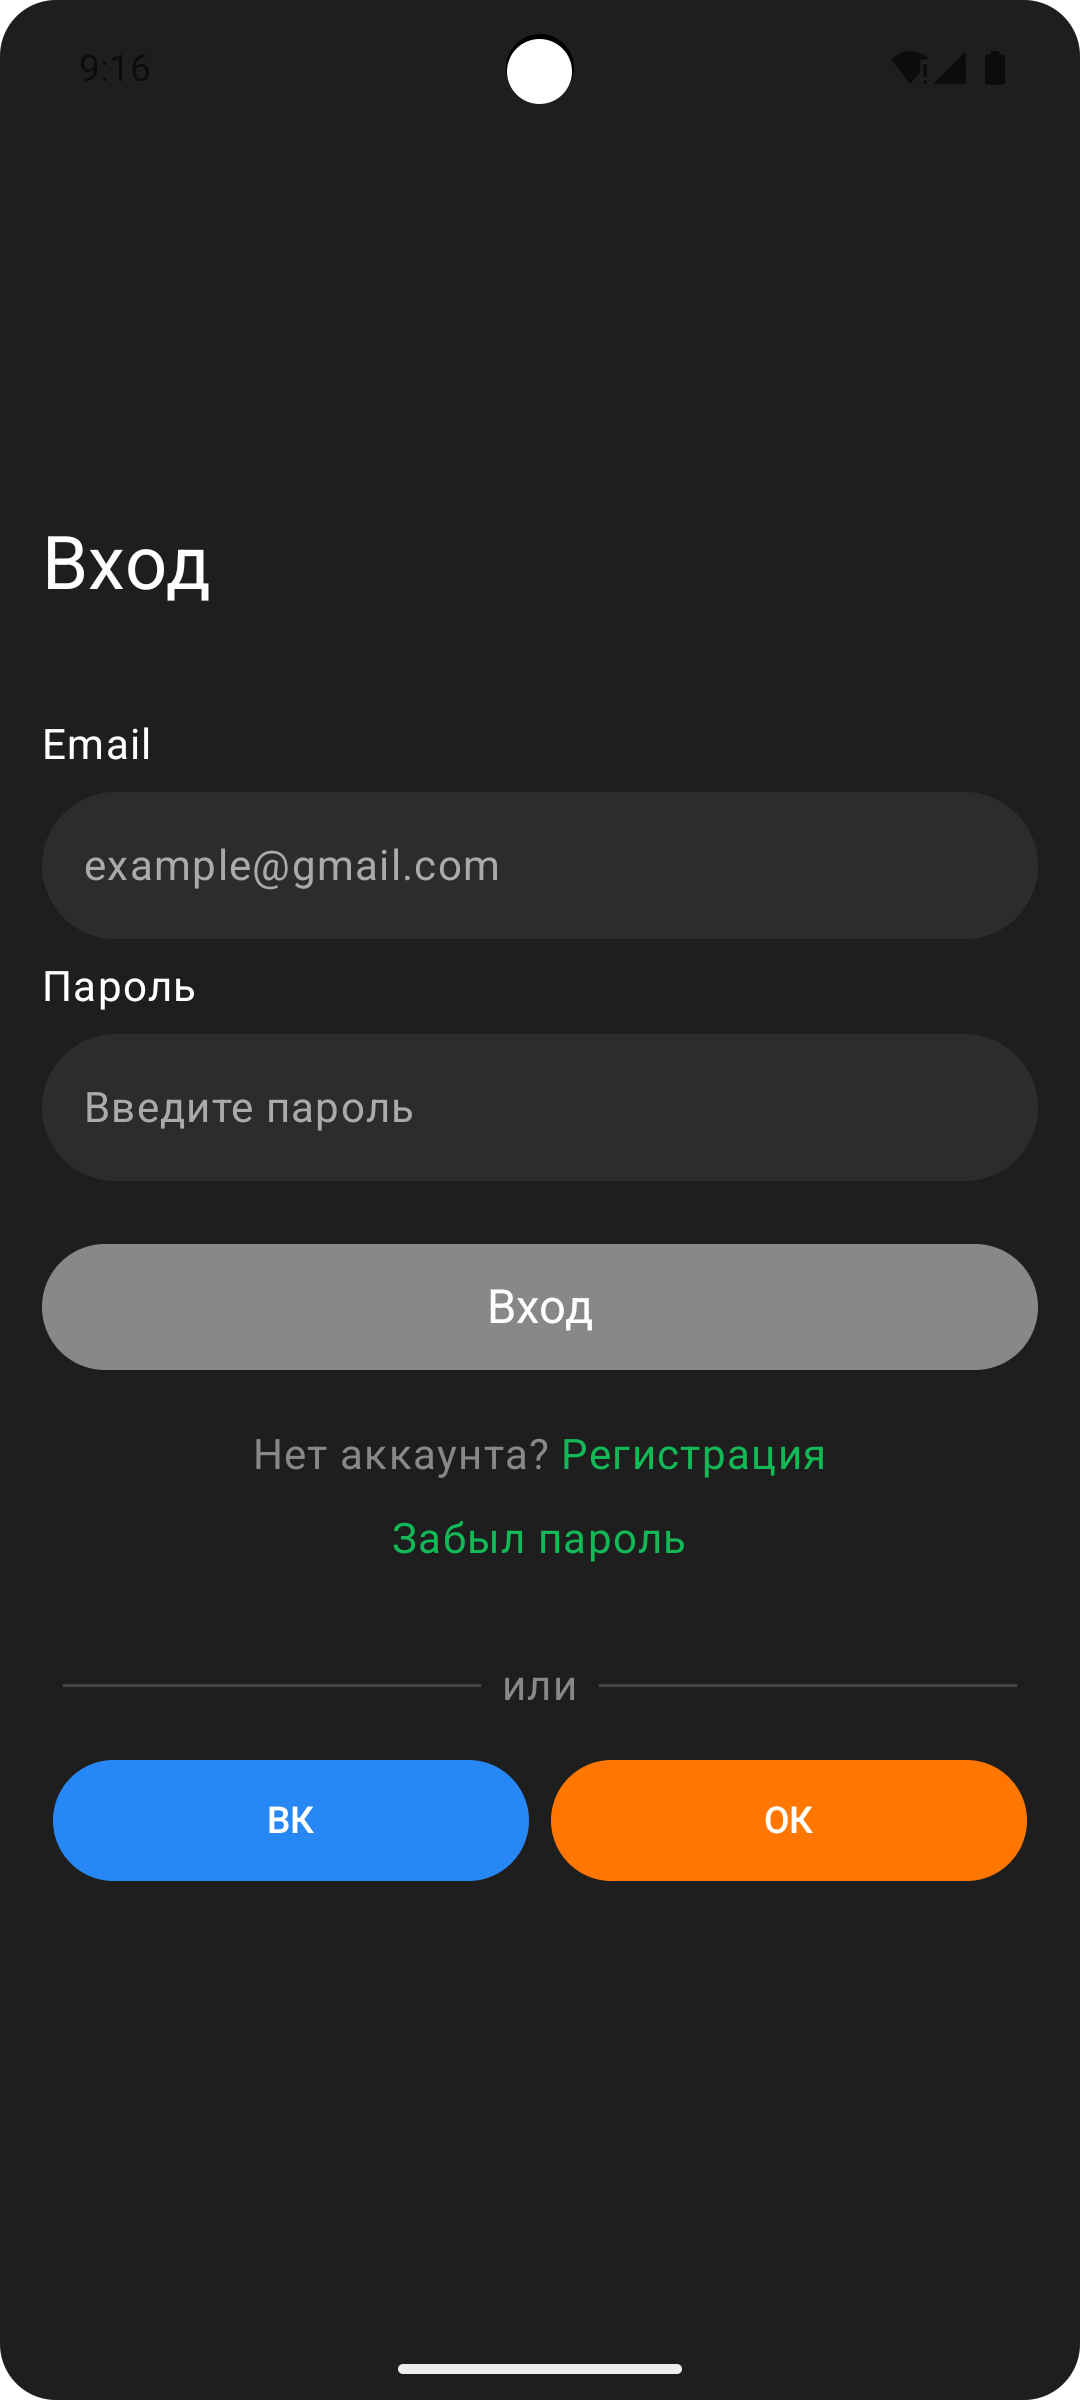 9:16
Вход
Email
example@gmail.com
Пароль
Введите пароль
Вход
Нет аккаунта? Регистрация
Забыл пароль
или
ВК
ОК